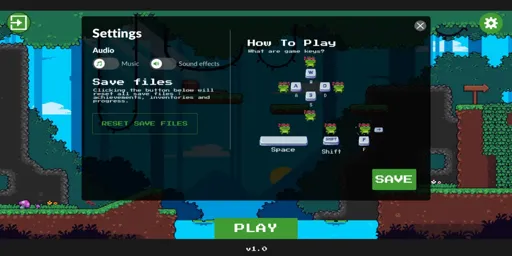 Settings
Audio
Music
Sound effects
Save files
Clicking the button below will
reset all save files !
achievements, inventories and
progress.
RESET SAVE FILES
How To Play
What are game keys?
W
A
S
D
Space
Shift
F
SAVE
PLAY
v1.0